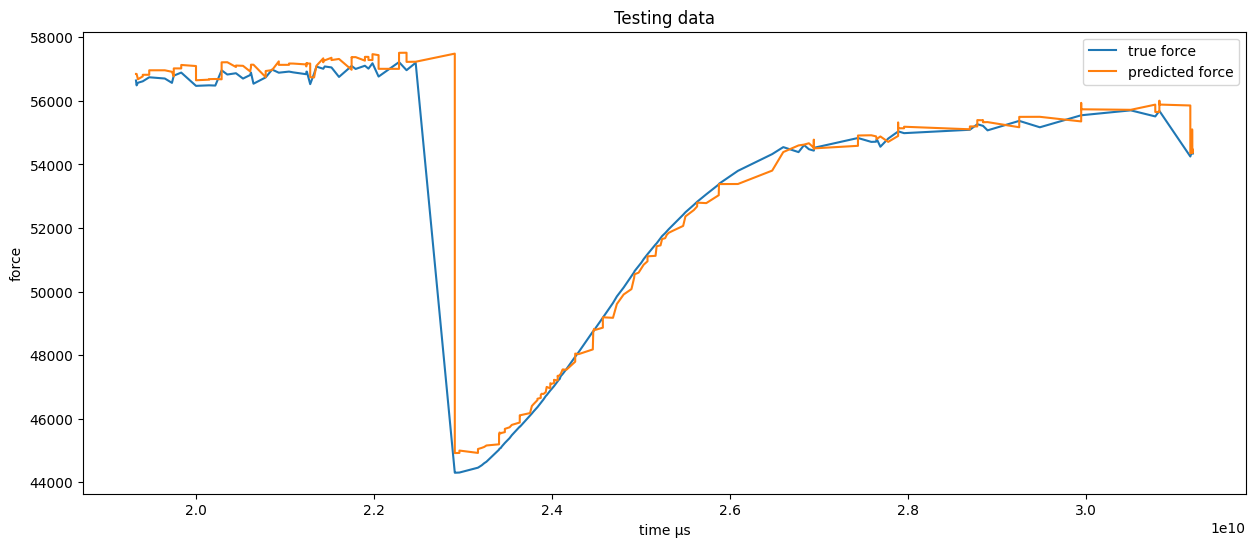 Testing data
58000
56000
54000
52000
50000
48000
46000
44000
force
true force
predicted force
2.0 2.2 2.4 2.6 2.8 3.0
1e10
time µs